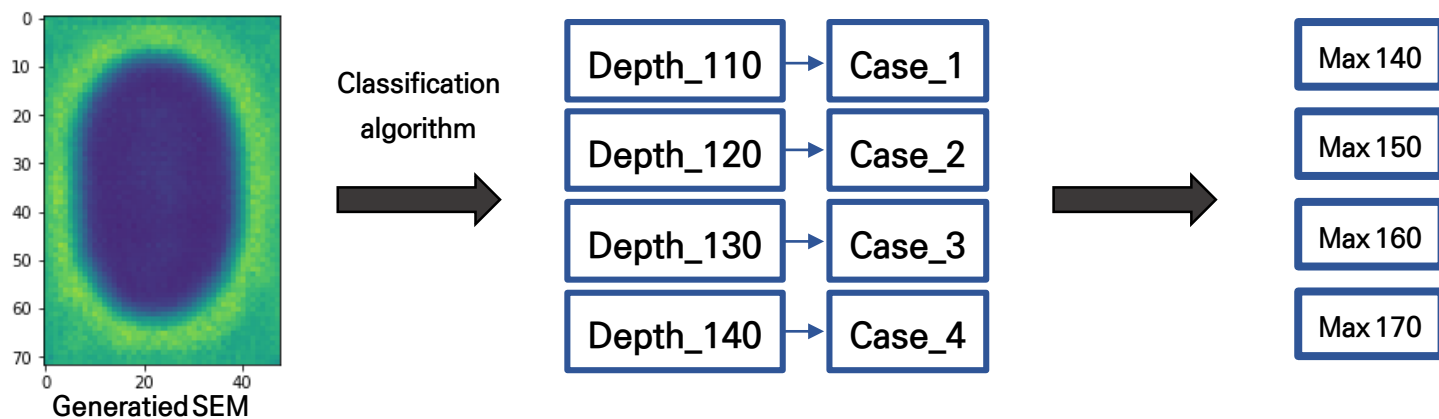 0
10
20
30
40
50
60
70
0
20
40
Generatied SEM
Classification
algorithm
Depth_110
Case_1
Depth_120
Case_2
Depth_130
Case_3
Depth_140
Case_4
Max 140
Max 150
Max 160
Max 170